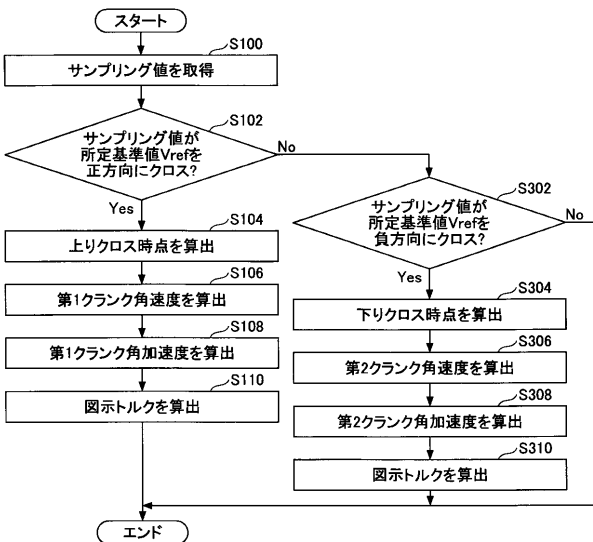 スタート
S100
サンプリング値を取得
S102
サンプリング値が
所定基準値Vrefを
正方向にクロス?
No
Yes
S104
上りクロス時点を算出
S106
第1クランク角速度を算出
S108
第1クランク角加速度を算出
S110
図示トルクを算出
S302
サンプリング値が
所定基準値Vrefを
負方向にクロス?
No
Yes
S304
下りクロス時点を算出
S306
第2クランク角速度を算出
S308
第2クランク角加速度を算出
S310
図示トルクを算出
エンド